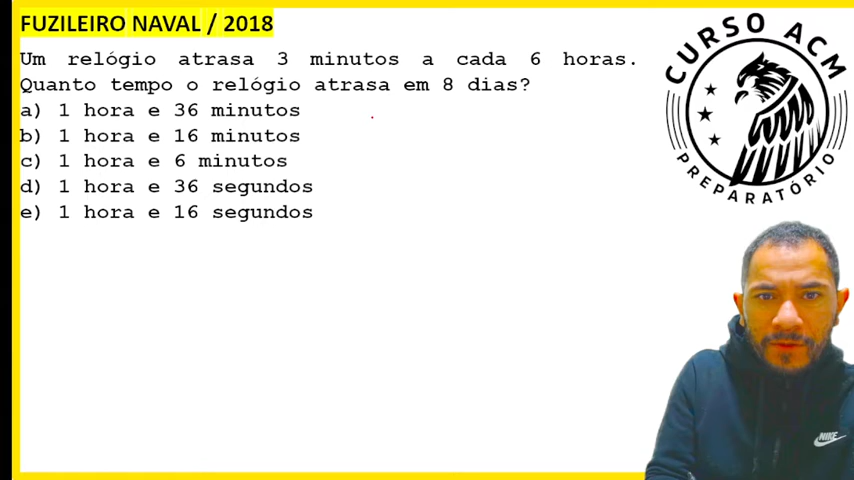 FUZILEIRO NAVAL / 2018
Um relógio atrasa 3 minutos a cada 6 horas.
Quanto tempo o relógio atrasa em 8 dias?
a) 1 hora e 36 minutos
b) 1 hora e 16 minutos
c) 1 hora e 6 minutos
d) 1 hora e 36 segundos
e) 1 hora e 16 segundos
CURSO ACM
PREPARATÓRIO
NIKE